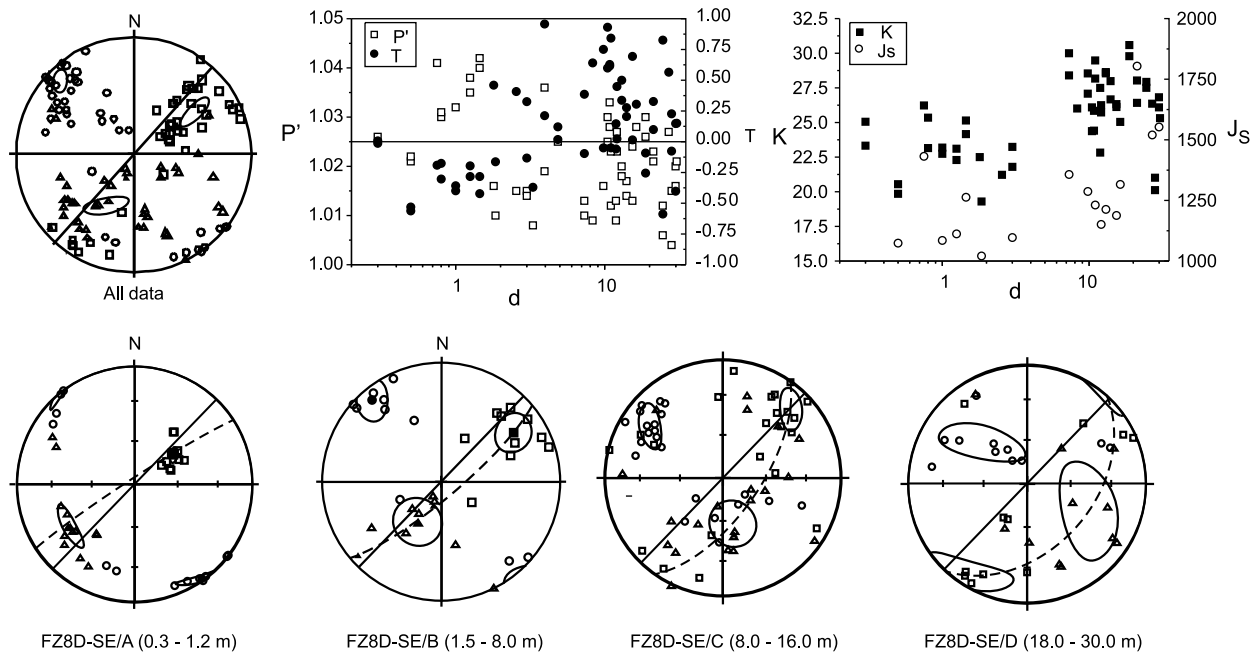 N
All data
1.05
1.04
P'
1.02
1.01
1.00
P'
T
1.00
0.75
0.50
0.25
T 0.00
-0.25
-0.50
-0.75
-1.00
1 d 10
32.5
30.0
27.5
25.0
K 22.5
20.0
17.5
15.0
K
Js
2000
1750
1500
1250
1000
JS
1 d 10
N
N
FZ8D-SE/A (0.3 - 1.2 m)
FZ8D-SE/B (1.5 - 8.0 m)
FZ8D-SE/C (8.0 - 16.0 m)
FZ8D-SE/D (18.0 - 30.0 m)